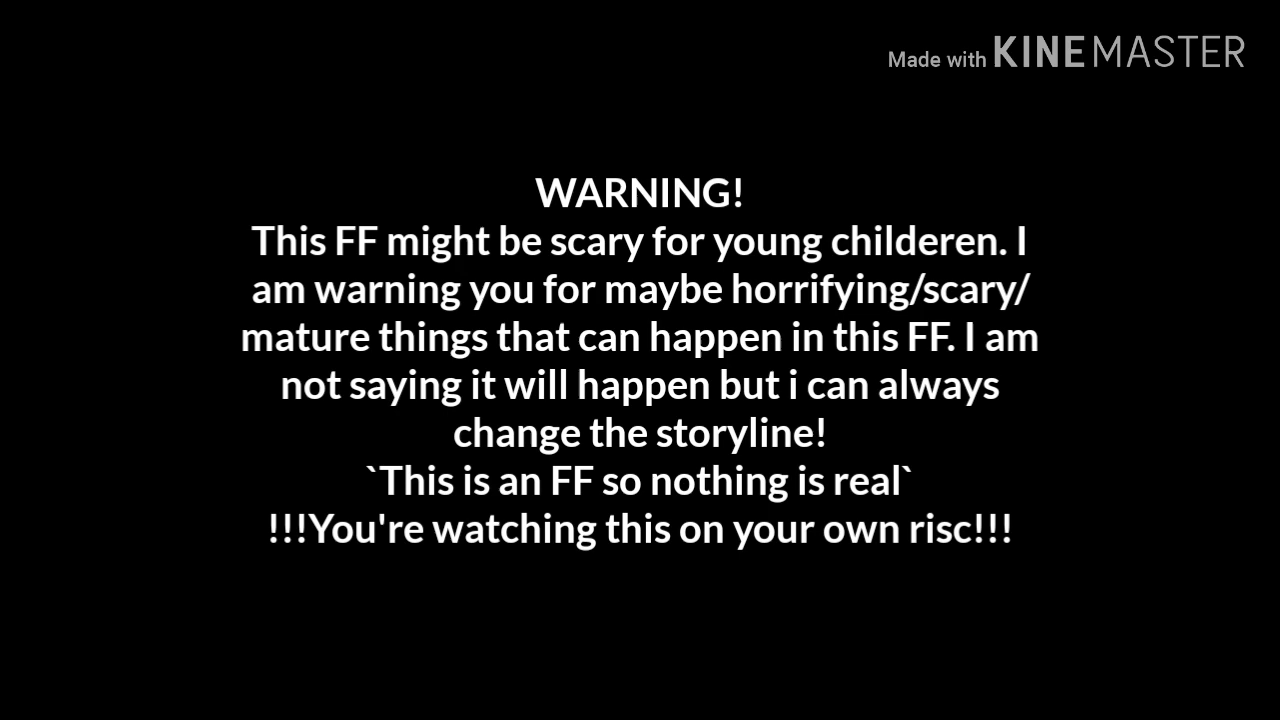 Made with KINEMASTER
WARNING!
This FF might be scary for young childeren. I
am warning you for maybe horrifying/scary/
mature things that can happen in this FF. I am
not saying it will happen but i can always
change the storyline!
`This is an FF so nothing is real`
!!!You're watching this on your own risc!!!